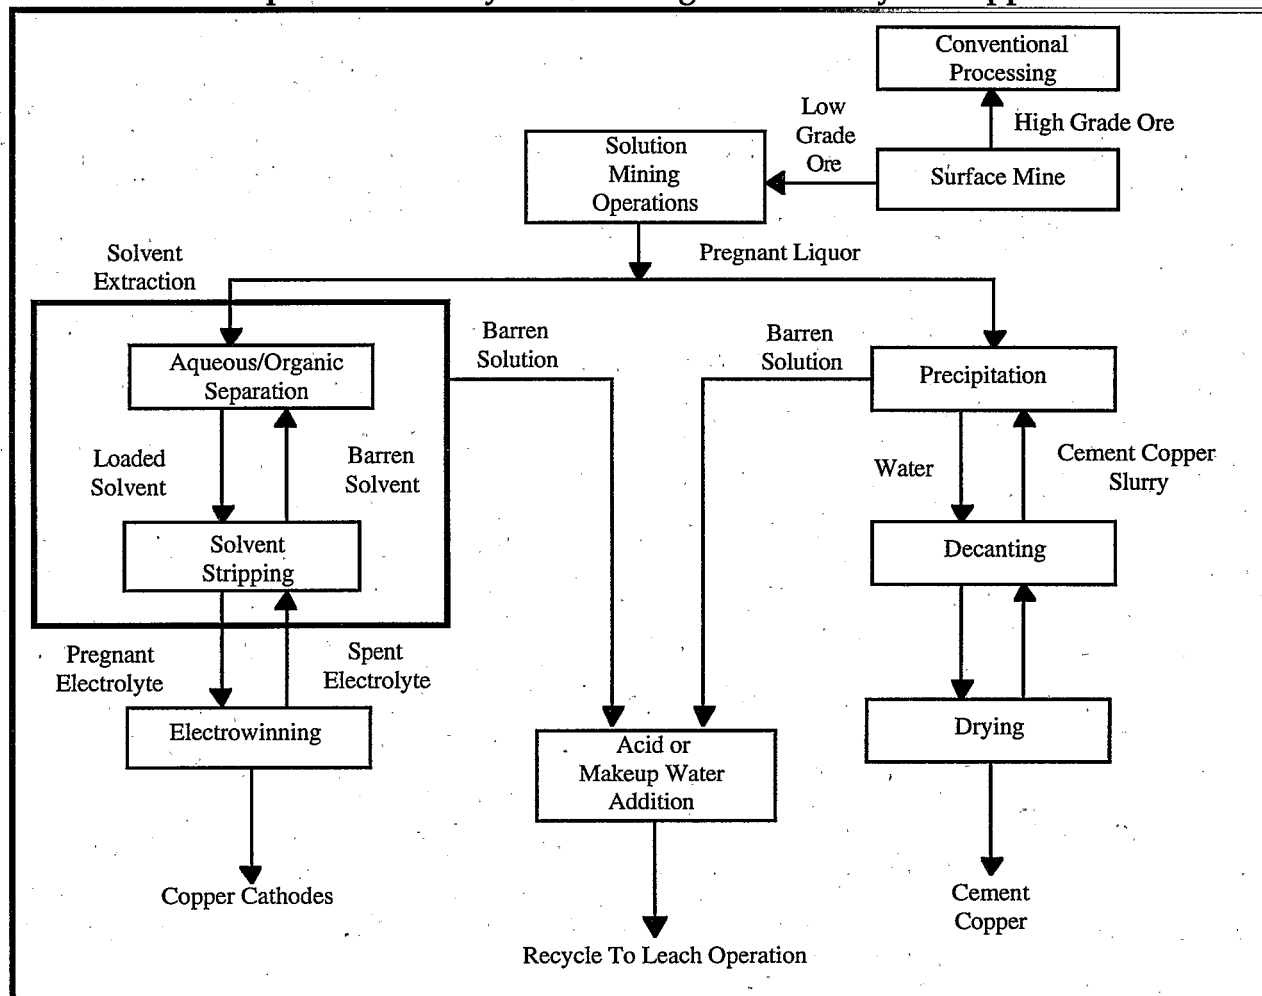 Conventional
Processing
Low
Grade
Ore
High Grade Ore
Solution
Mining
Operations
Surface Mine
Solvent
Extraction
Pregnant Liquor
Barren
Solution
Barren
Solution
Aqueous/Organic
Separation
Precipitation
Loaded
Solvent
Barren
Solvent
Water
Cement Copper
Slurry
Solvent
Stripping
Decanting
Pregnant
Electrolyte
Spent
Electrolyte
Electrowinning
Acid or
Makeup Water
Addition
Drying
Copper Cathodes
Cement
Copper
Recycle To Leach Operation